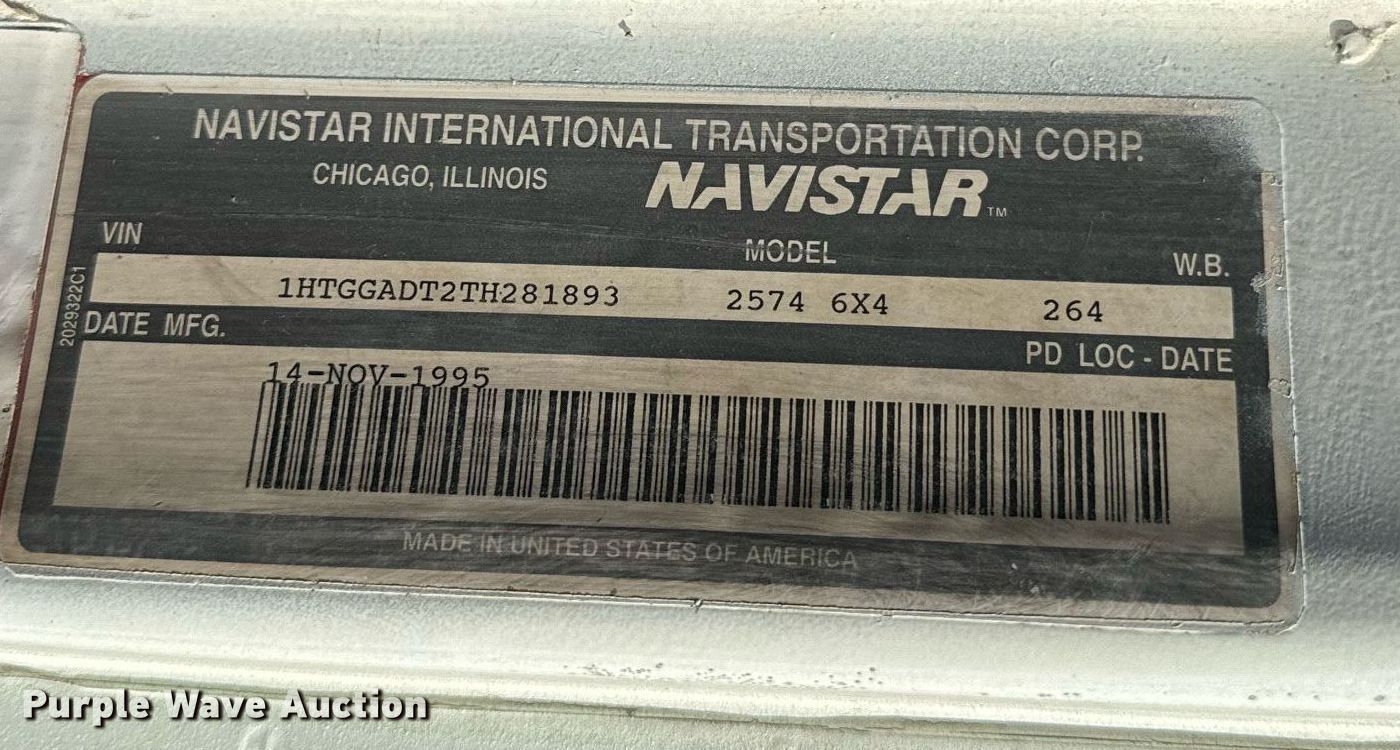 NAVISTAR INTERNATIONAL TRANSPORTATION CORP.
CHICAGO, ILLINOIS NAVISTAR™
VIN MODEL W.B.
1HTGGADT2TH281893 2574 6X4 264
2029322C1
DATE MFG. PD LOC - DATE
14-NOV-1995
MADE IN UNITED STATES OF AMERICA
Purple Wave Auction